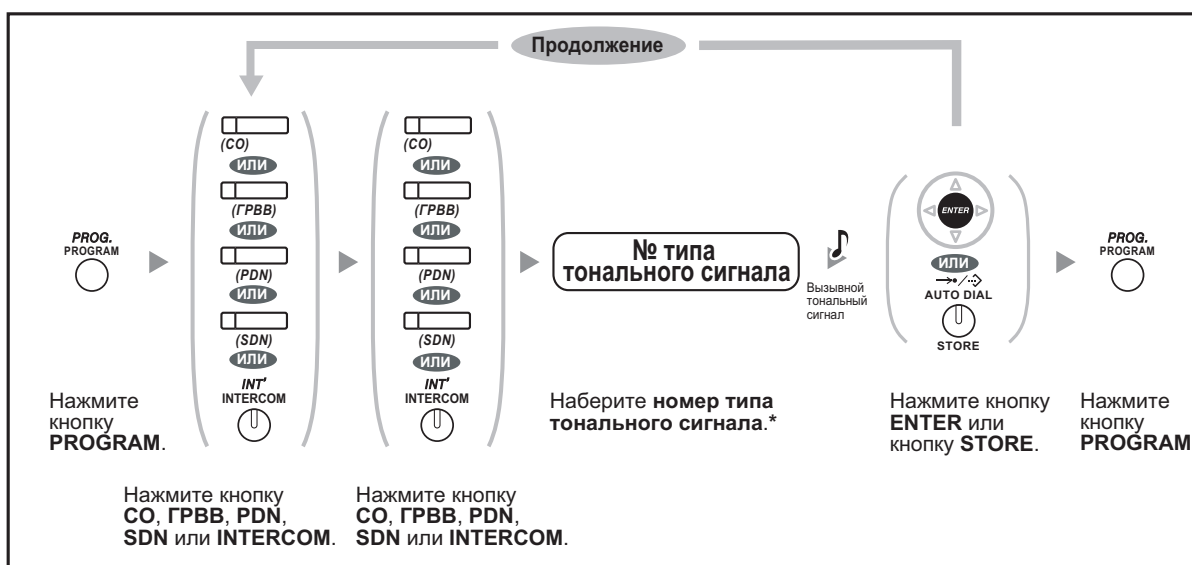 Продолжение
PROG.
PROGRAM
(CO)
ИЛИ
(ГРВВ)
ИЛИ
(PDN)
ИЛИ
(SDN)
ИЛИ
INT'
INTERCOM
(CO)
ИЛИ
(ГРВВ)
ИЛИ
(PDN)
ИЛИ
(SDN)
ИЛИ
INT'
INTERCOM
№ типа
тонального сигнала
Вызывной
тональный
сигнал
ENTER
ИЛИ
AUTO DIAL
STORE
PROG.
PROGRAM
Нажмите
кнопку
PROGRAM.
Нажмите кнопку
CO, ГРВВ, PDN,
SDN или INTERCOM.
Нажмите кнопку
CO, ГРВВ, PDN,
SDN или INTERCOM.
Наберите номер типа
тонального сигнала.*
Нажмите кнопку
ENTER или
кнопку STORE.
Нажмите
кнопку
PROGRAM